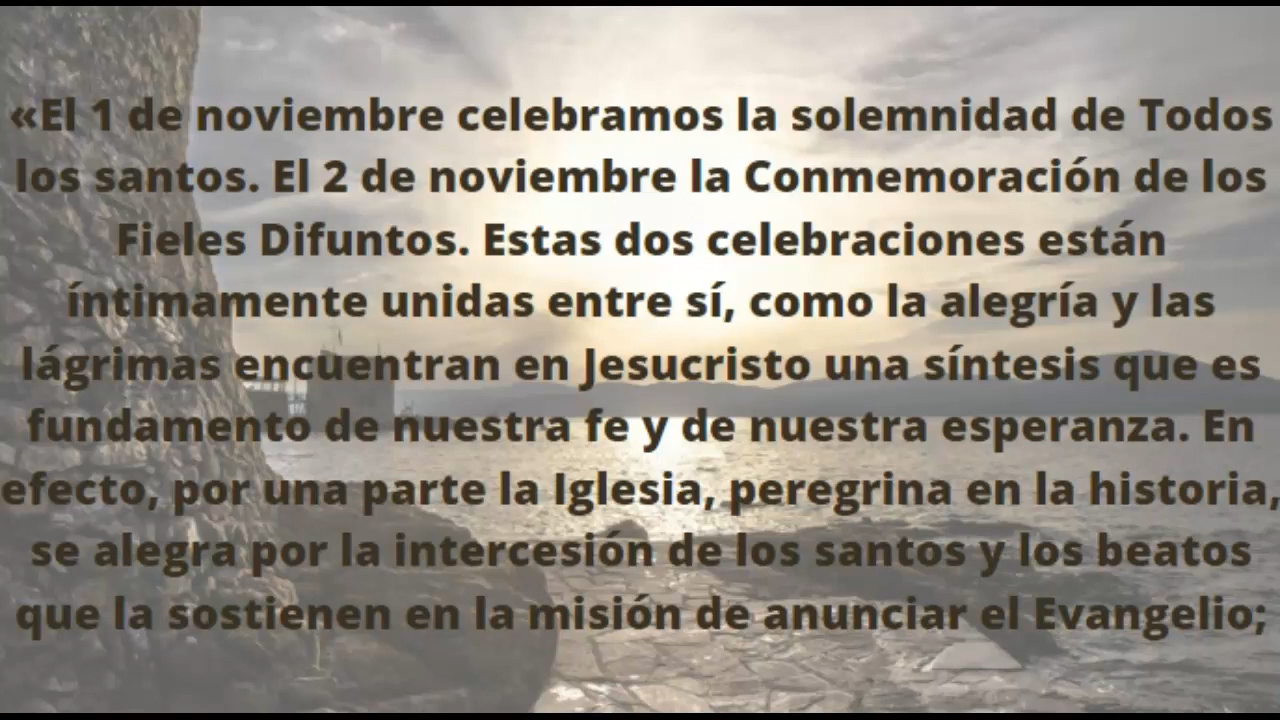 «El 1 de noviembre celebramos la solemnidad de Todos
los santos. El 2 de noviembre la Conmemoración de los
Fieles Difuntos. Estas dos celebraciones están
íntimamente unidas entre sí, como la alegría y las
lágrimas encuentran en Jesucristo una síntesis que es
fundamento de nuestra fe y de nuestra esperanza. En
efecto, por una parte la Iglesia, peregrina en la historia,
se alegra por la intercesión de los santos y los beatos
que la sostienen en la misión de anunciar el Evangelio;